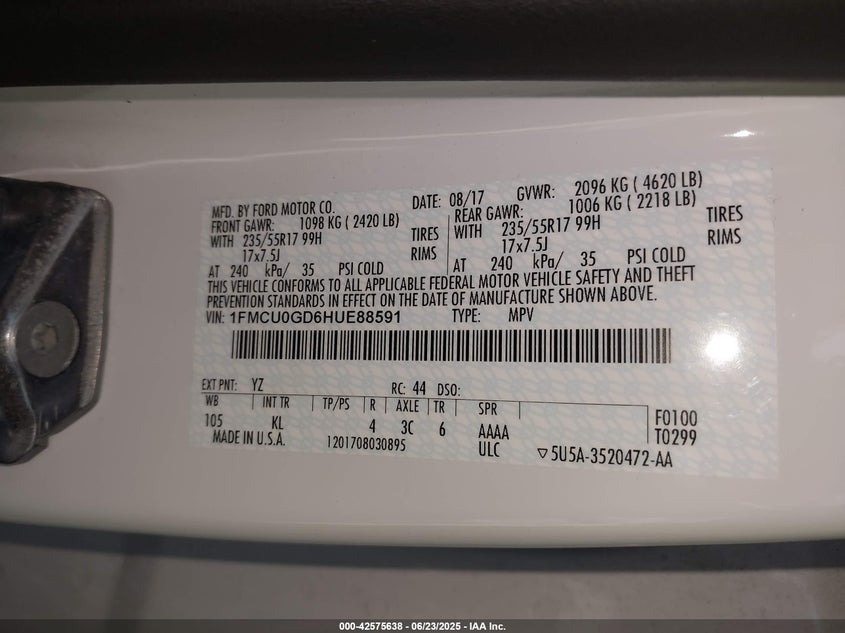 MFD. BY FORD MOTOR CO. DATE: 08/17 GVWR: 2096 KG ( 4620 LB)
FRONT GAWR: 1098 KG ( 2420 LB) REAR GAWR: 1006 KG ( 2218 LB)
WITH 235/55R17 99H TIRES WITH 235/55R17 99H TIRES
17x7.5J RIMS 17x7.5J RIMS
AT 240 kPa/ 35 PSI COLD AT 240 kPa/ 35 PSI COLD
THIS VEHICLE CONFORMS TO ALL APPLICABLE FEDERAL MOTOR VEHICLE SAFETY AND THEFT
PREVENTION STANDARDS IN EFFECT ON THE DATE OF MANUFACTURE SHOWN ABOVE.
VIN: 1FMCU0GD6HUE88591 TYPE: MPV
EXT PNT: YZ RC: 44 DSO:
WB INT TR TP/PS R AXLE TR SPR F0100
105 KL 4 3C 6 AAAA T0299
MADE IN U.S.A. 1201708030895 ULC ▽5U5A-3520472-AA
000-42575638 - 06/23/2025 - IAA Inc.